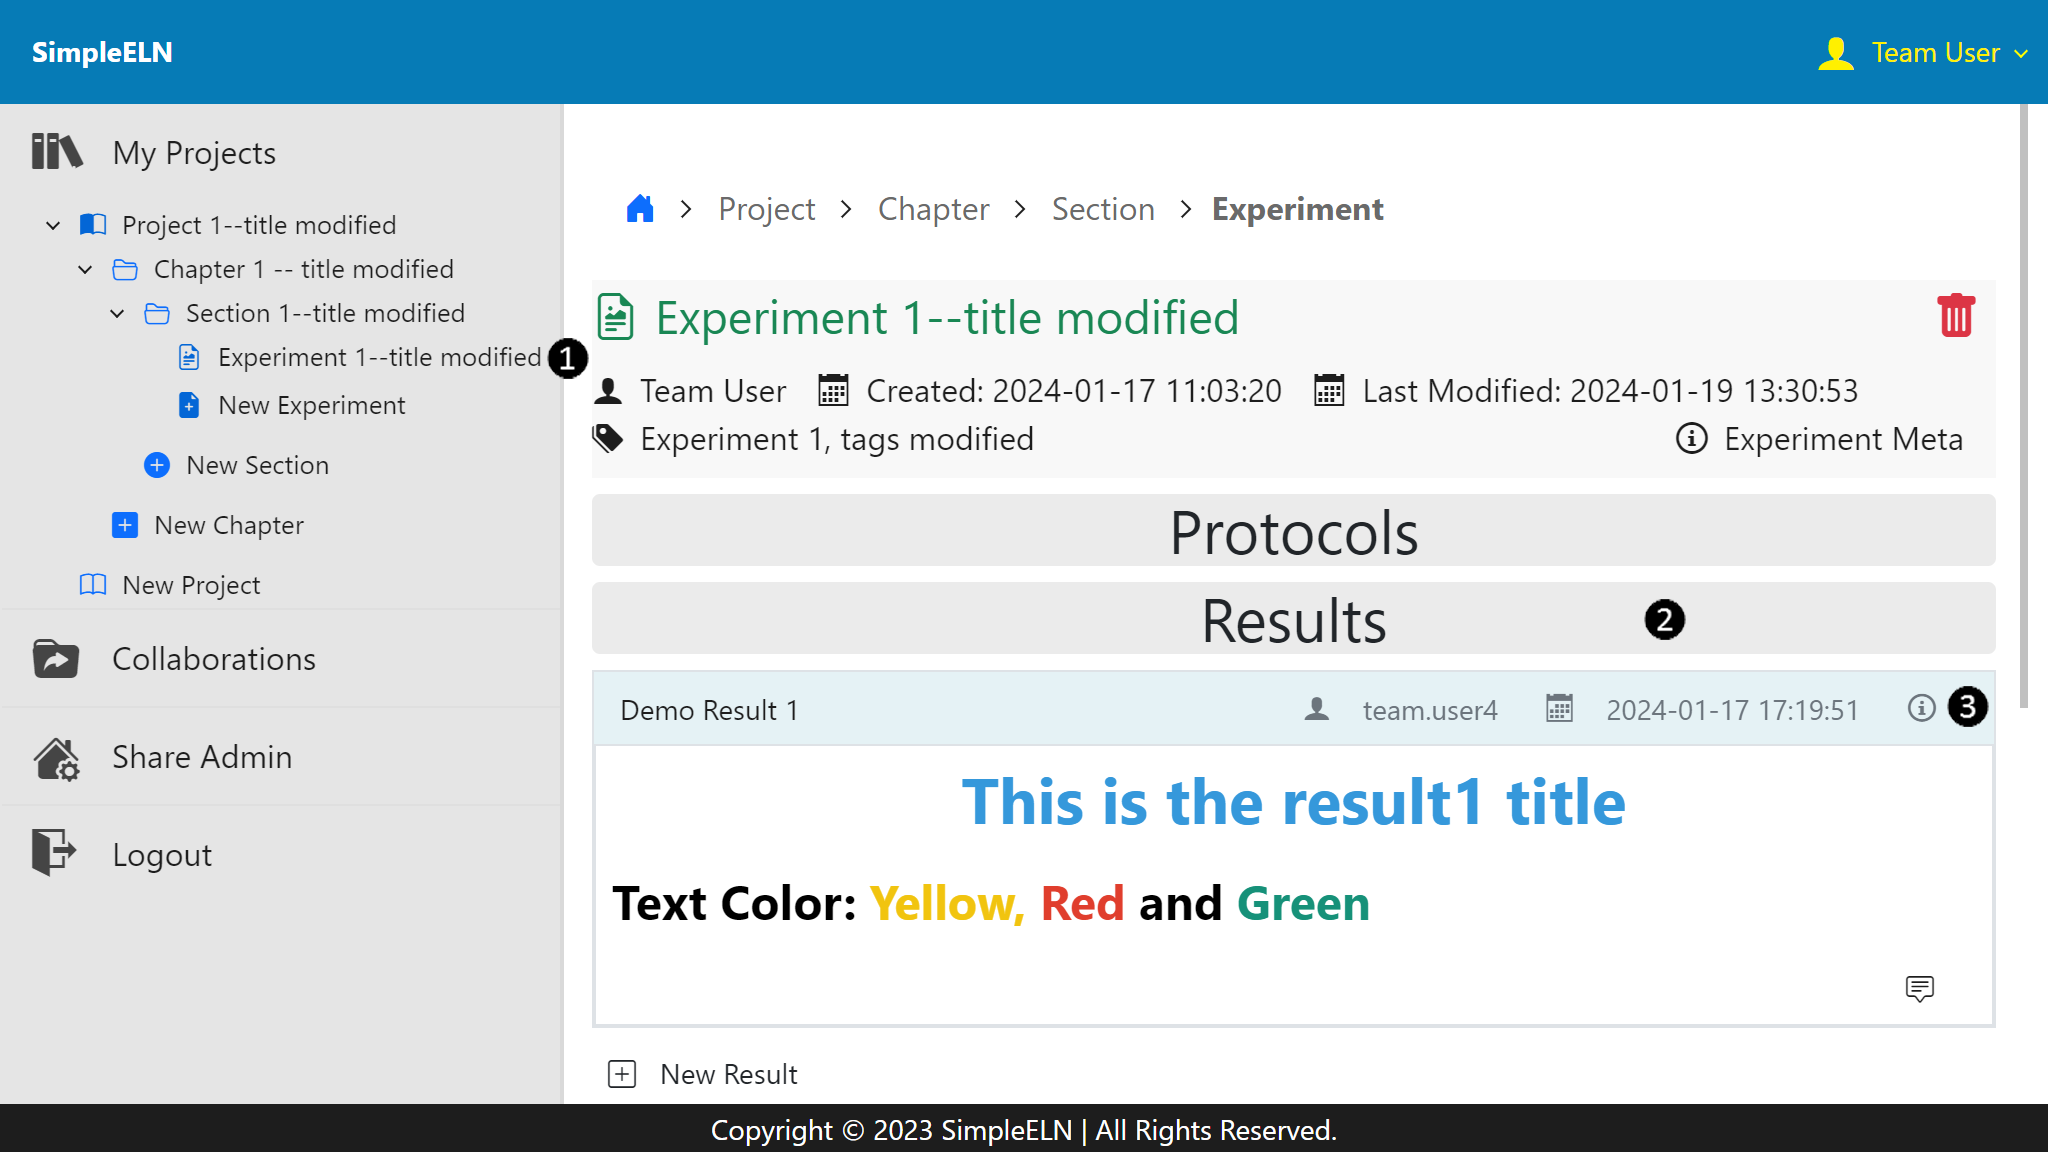 SimpleELN
Team User
My Projects
Project 1--title modified
Chapter 1 -- title modified
Section 1--title modified
Experiment 1--title modified 1
New Experiment
New Section
New Chapter
New Project
Collaborations
Share Admin
Logout
Project > Chapter > Section > Experiment
Experiment 1--title modified
Team User Created: 2024-01-17 11:03:20 Last Modified: 2024-01-19 13:30:53
Experiment 1, tags modified Experiment Meta
Protocols
Results 2
Demo Result 1 team.user4 2024-01-17 17:19:51 3
This is the result1 title
Text Color: Yellow, Red and Green
New Result
Copyright © 2023 SimpleELN | All Rights Reserved.